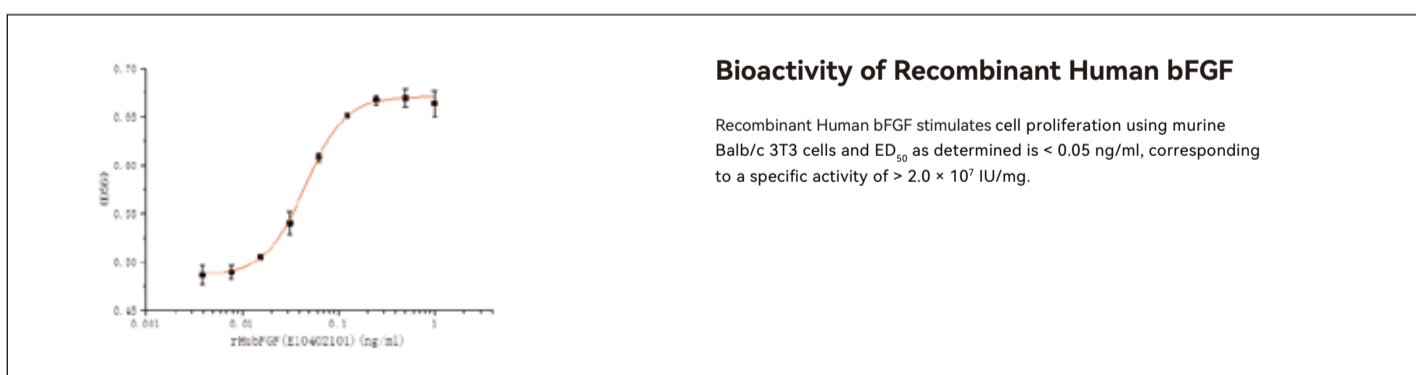 Bioactivity of Recombinant Human bFGF
Recombinant Human bFGF stimulates cell proliferation using murine
Balb/c 3T3 cells and ED50 as determined is < 0.05 ng/ml, corresponding
to a specific activity of > 2.0 × 10⁷ IU/mg.
0.70
0.65
0.60
0.55
0.50
0.45
0.001
0.01
0.1
1
(ng/ml)